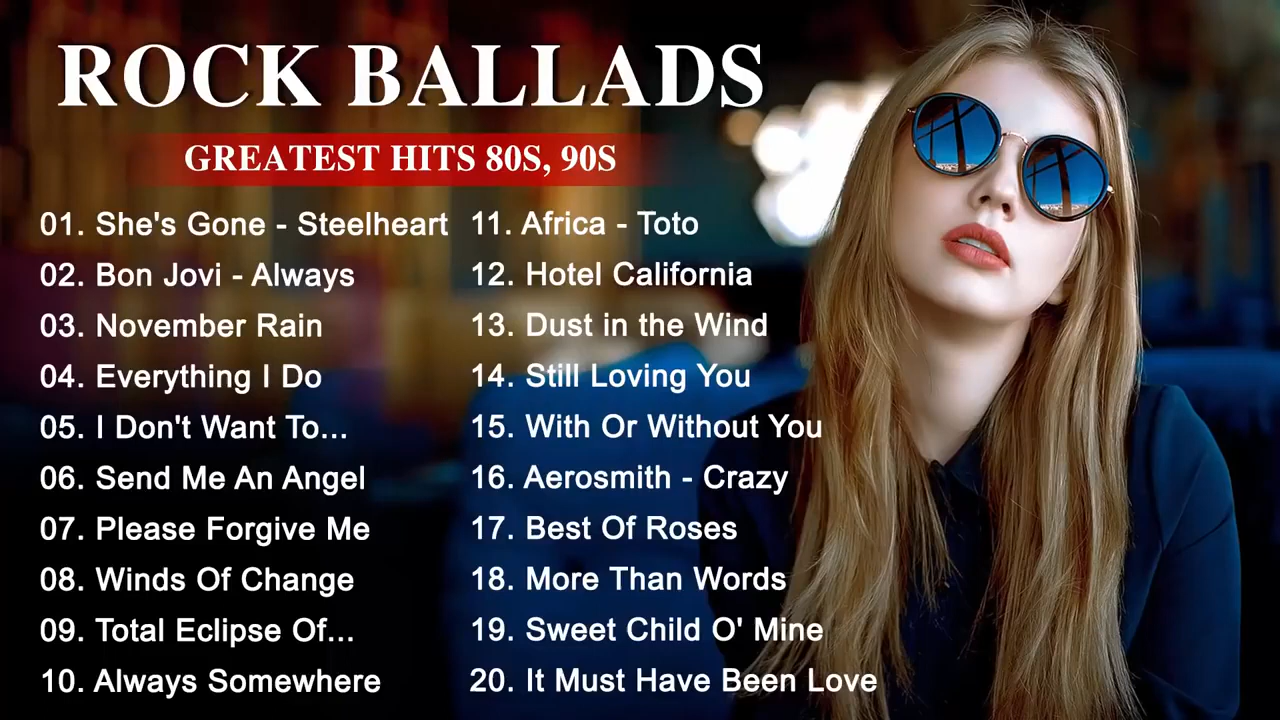 ROCK BALLADS
GREATEST HITS 80S, 90S
01. She's Gone - Steelheart
02. Bon Jovi - Always
03. November Rain
04. Everything I Do
05. I Don't Want To...
06. Send Me An Angel
07. Please Forgive Me
08. Winds Of Change
09. Total Eclipse Of...
10. Always Somewhere
11. Africa - Toto
12. Hotel California
13. Dust in the Wind
14. Still Loving You
15. With Or Without You
16. Aerosmith - Crazy
17. Best Of Roses
18. More Than Words
19. Sweet Child O' Mine
20. It Must Have Been Love